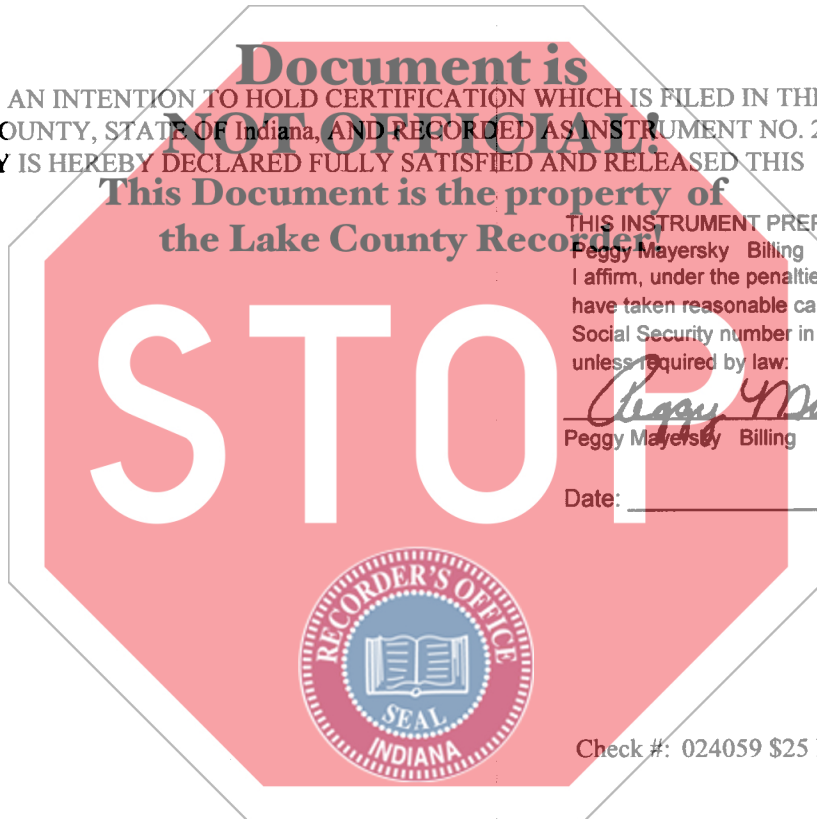 Document is
AN INTENTION TO HOLD CERTIFICATION WHICH IS FILED IN THE
NOT OFFICIAL!
OUNTY, STATE OF Indiana, AND RECORDED AS INSTRUMENT NO. 2
Y IS HEREBY DECLARED FULLY SATISFIED AND RELEASED THIS
This Document is the property of
the Lake County Recorder!
THIS INSTRUMENT PREP
Peggy Mayersky Billing
I affirm, under the penaltie
have taken reasonable ca
Social Security number in
unless required by law:
Peggy Ma
Peggy Mayersky Billing
Date:
STOP
RECORDER'S OFFICE
SEAL
INDIANA
Check #: 024059 $25